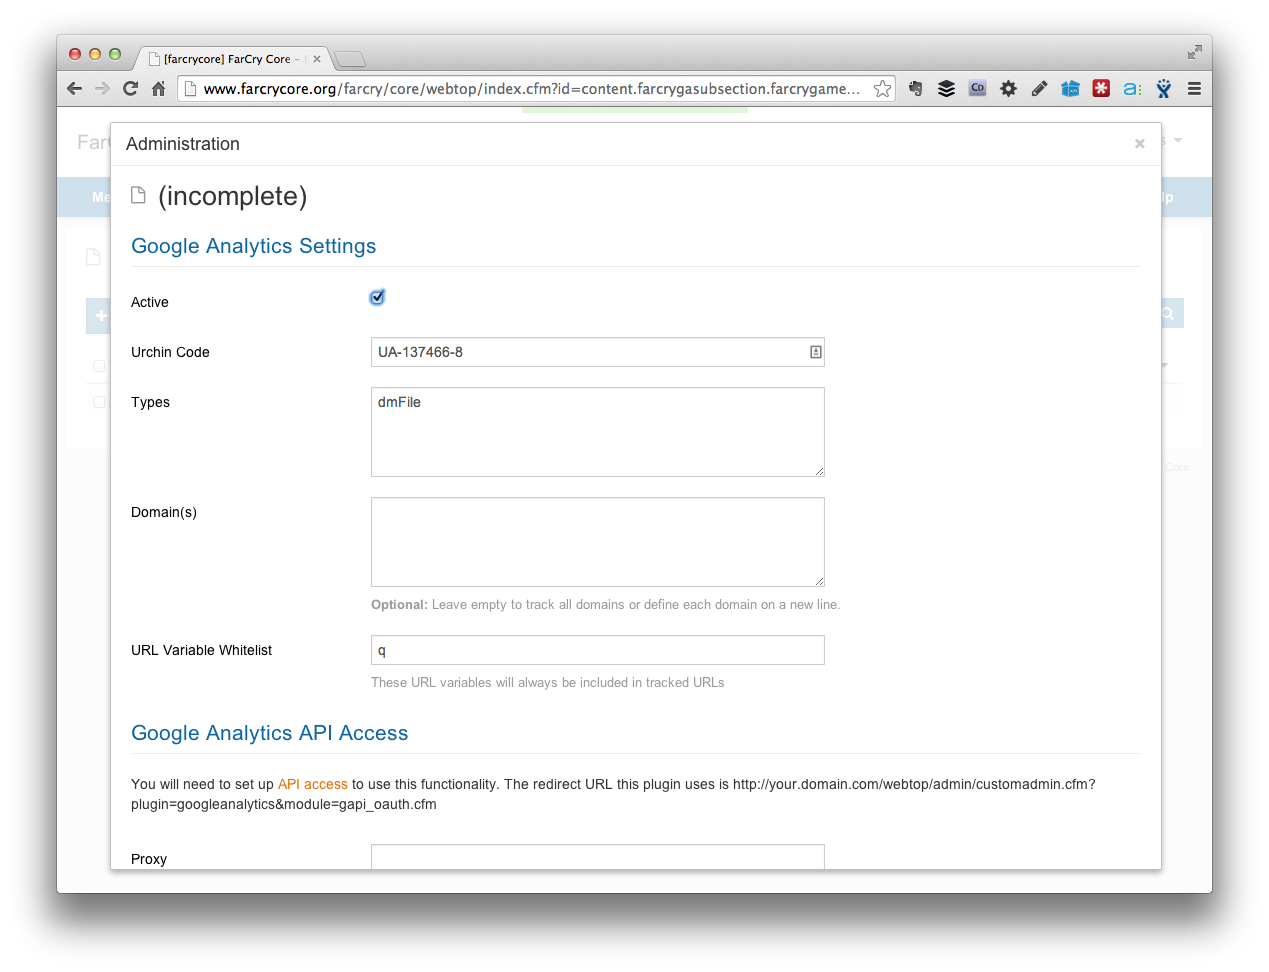 [farcrycore] FarCry Core –
www.farcrycore.org/farcry/core/webtop/index.cfm?id=content.farcrygasubsection.farcrygame...
CD
a:
Administration
(incomplete)
Google Analytics Settings
Active
Urchin Code
UA-137466-8
Types
dmFile
Domain(s)
Optional: Leave empty to track all domains or define each domain on a new line.
URL Variable Whitelist
q
These URL variables will always be included in tracked URLs
Google Analytics API Access
You will need to set up API access to use this functionality. The redirect URL this plugin uses is http://your.domain.com/webtop/admin/customadmin.cfm?
plugin=googleanalytics&module=gapi_oauth.cfm
Proxy
Core